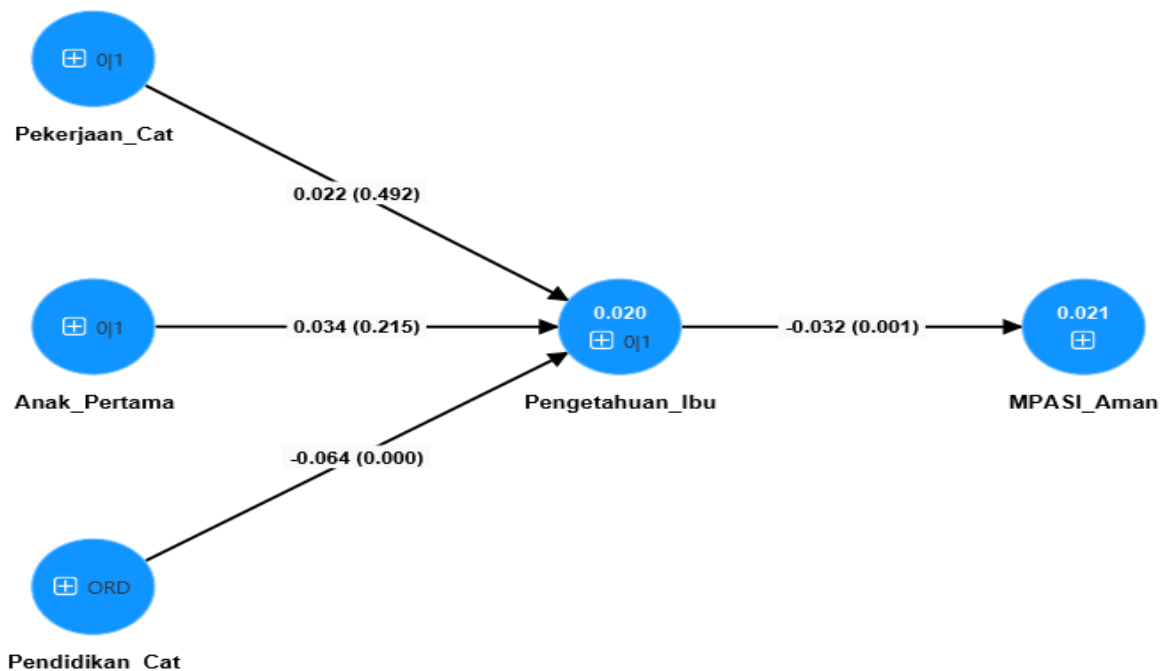 0|1
Pekerjaan_Cat
0.022 (0.492)
0|1
Anak_Pertama
0.034 (0.215)
0.020
0|1
Pengetahuan_Ibu
-0.032 (0.001)
0.021
MPASI_Aman
-0.064 (0.000)
ORD
Pendidikan_Cat